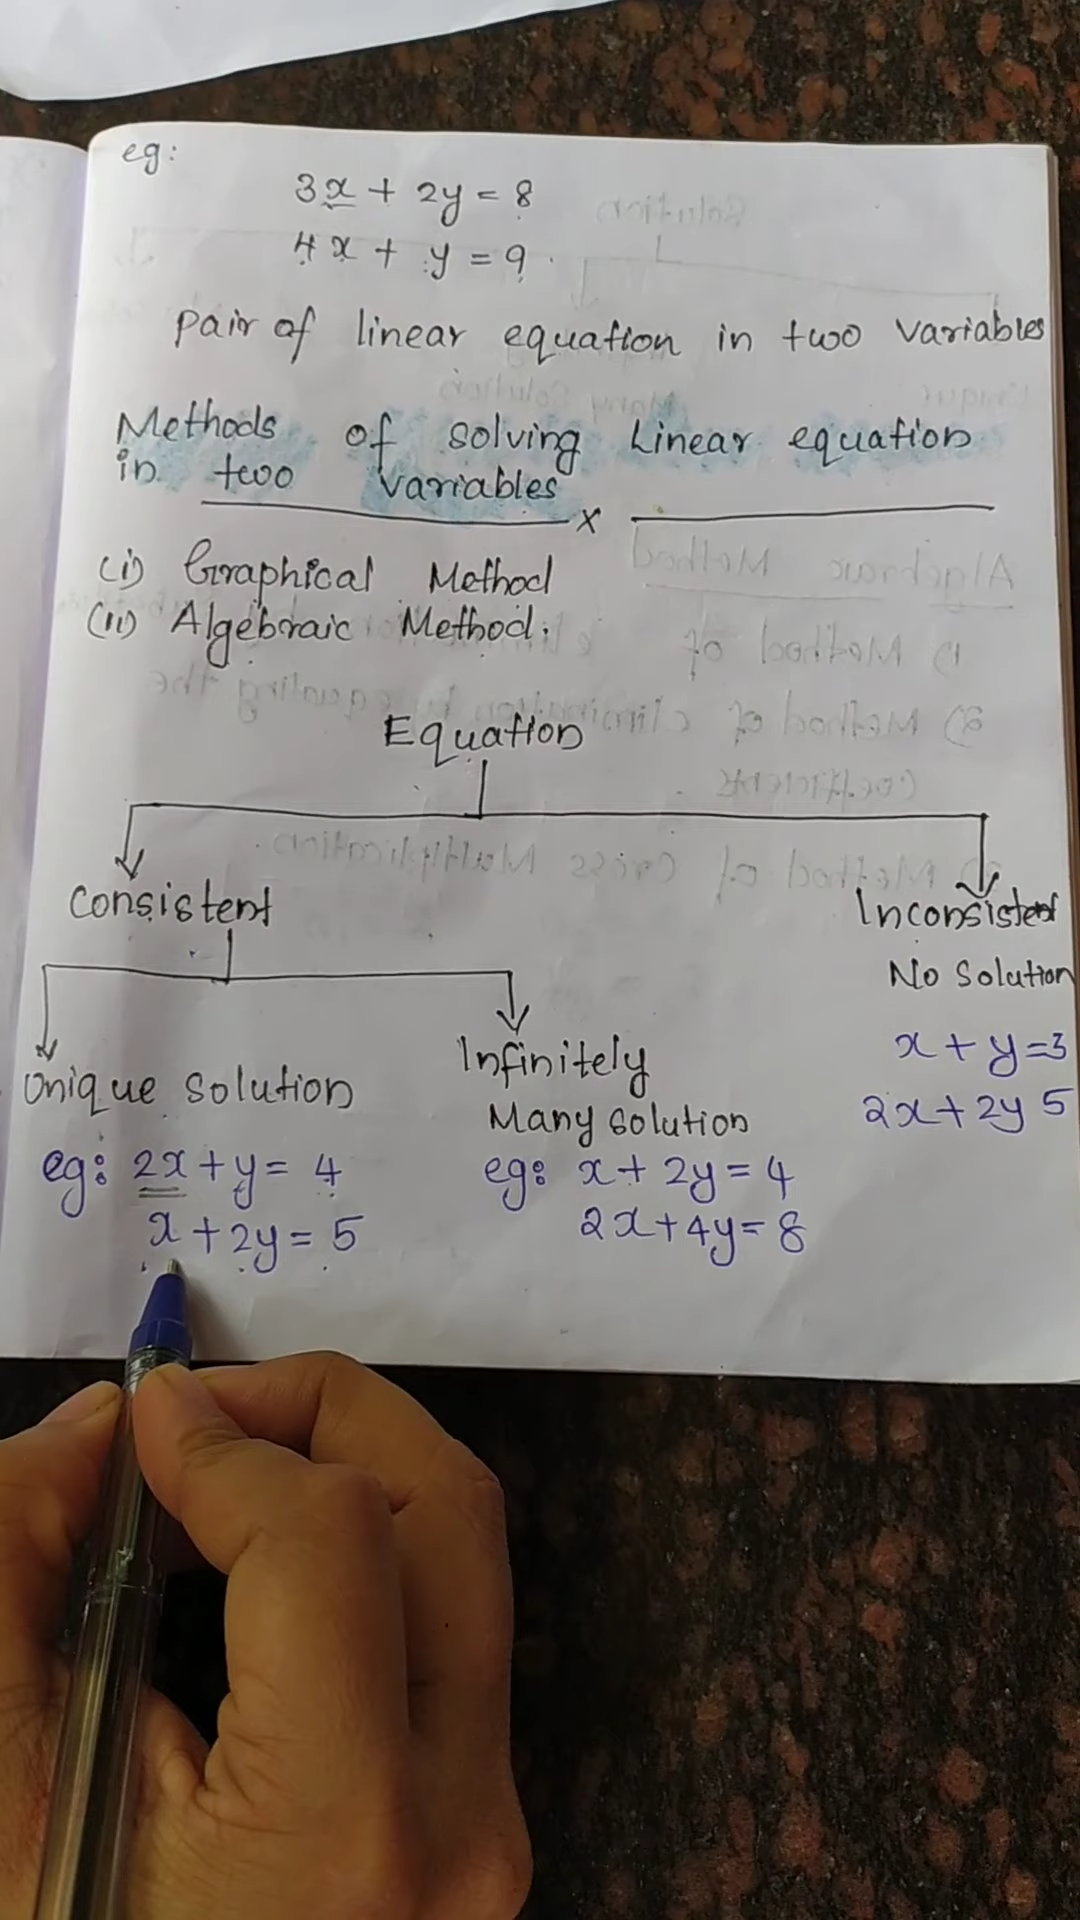 eg:
3x + 2y = 8
4x + y = 9
pair of linear equation in two variables
Methods of solving Linear equation
in two variables
x
(i) Graphical Method
(ii) Algebraic Method.
Equation
Consistent
Inconsistent
No solution
x + y = 3
2x + 2y 5
Unique solution
eg: 2x + y = 4
x + 2y = 5
Infinitely
Many solution
eg: x + 2y = 4
2x + 4y = 8